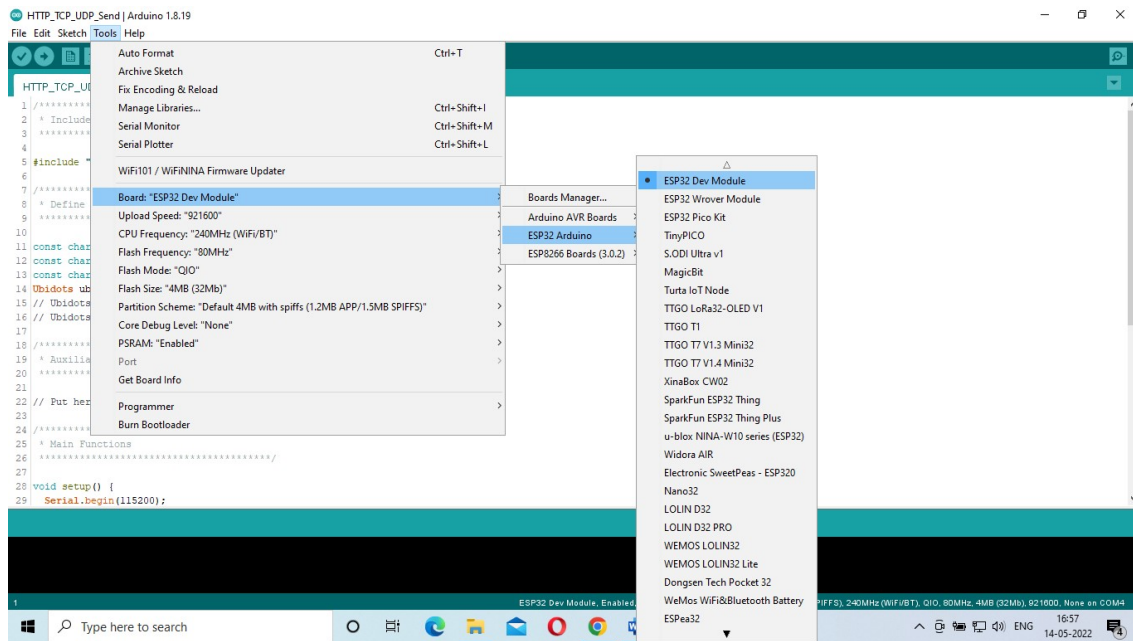 HTTP_TCP_UDP_Send | Arduino 1.8.19
File Edit Sketch Tools Help
HTTP_TCP_UD
Auto Format Ctrl+T
Archive Sketch
Fix Encoding & Reload
Manage Libraries... Ctrl+Shift+I
Serial Monitor Ctrl+Shift+M
Serial Plotter Ctrl+Shift+L
WiFi101 / WiFiNINA Firmware Updater
Board: "ESP32 Dev Module"
Upload Speed: "921600"
CPU Frequency: "240MHz (WiFi/BT)"
Flash Frequency: "80MHz"
Flash Mode: "QIO"
Flash Size: "4MB (32Mb)"
Partition Scheme: "Default 4MB with spiffs (1.2MB APP/1.5MB SPIFFS)"
Core Debug Level: "None"
PSRAM: "Enabled"
Port
Get Board Info
Programmer
Burn Bootloader
Boards Manager...
Arduino AVR Boards
ESP32 Arduino
ESP8266 Boards (3.0.2)
ESP32 Dev Module
ESP32 Wrover Module
ESP32 Pico Kit
TinyPICO
S.ODI Ultra v1
MagicBit
Turta IoT Node
TTGO LoRa32-OLED V1
TTGO T1
TTGO T7 V1.3 Mini32
TTGO T7 V1.4 Mini32
XinaBox CW02
SparkFun ESP32 Thing
SparkFun ESP32 Thing Plus
u-blox NINA-W10 series (ESP32)
Widora AIR
Electronic SweetPeas - ESP320
Nano32
LOLIN D32
LOLIN D32 PRO
WEMOS LOLIN32
WEMOS LOLIN32 Lite
Dongsen Tech Pocket 32
WeMos WiFi&Bluetooth Battery
ESPea32
1 /*********
2 * Include
3 *********
4
5 #include "
6
7 /*********
8 * Define
9 *********
10
11 const char
12 const char
13 const char
14 Ubidots ub
15 // Ubidots
16 // Ubidots
17
18 /*********
19 * Auxilia
20 *********
21
22 // Put her
23
24 /*********
25 * Main Functions
26 ****************************************/
27
28 void setup() {
29 Serial.begin(115200);
1 ESP32 Dev Module, Enabled, PIFFS), 240MHz (WiFi/BT), QIO, 80MHz, 4MB (32Mb), 921600, None on COM4
Type here to search
ENG
16:57
14-05-2022
4